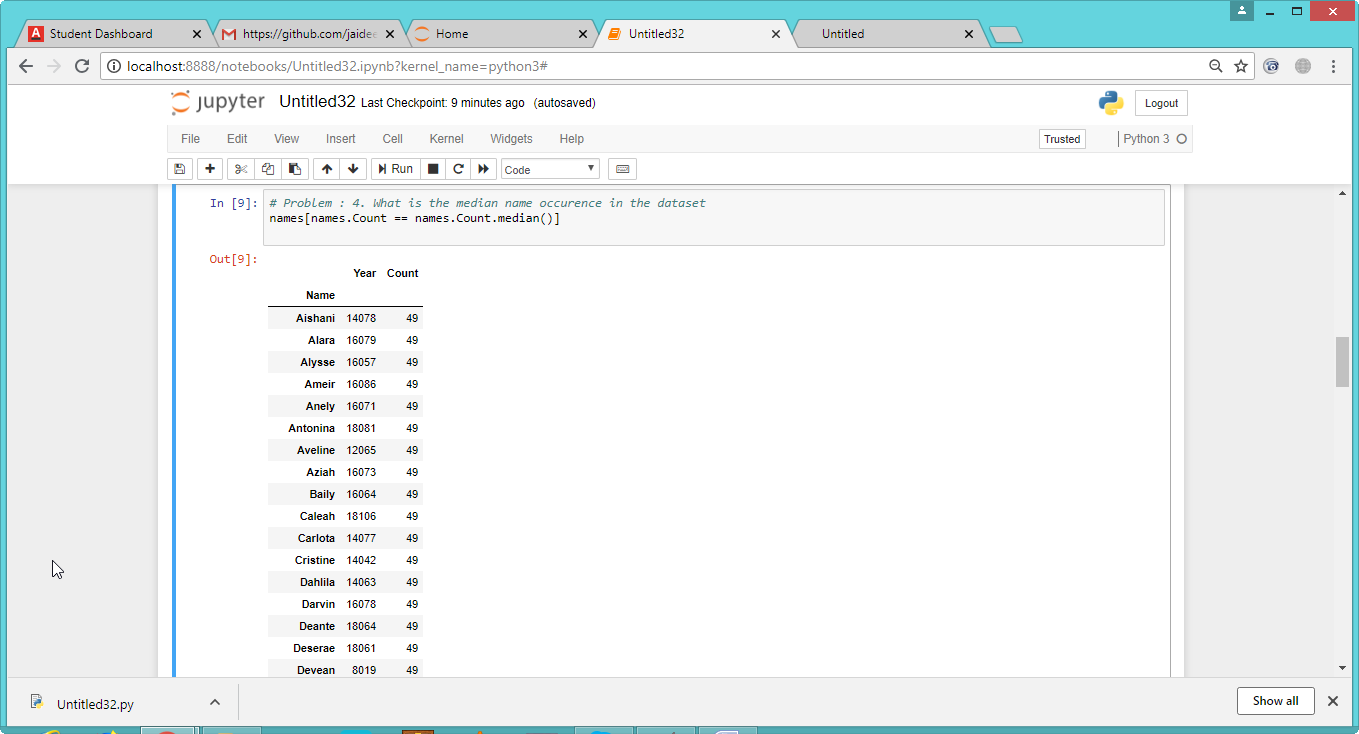 Student Dashboard
https://github.com/jaidee
Home
Untitled32
Untitled
localhost:8888/notebooks/Untitled32.ipynb?kernel_name=python3#
jupyter Untitled32 Last Checkpoint: 9 minutes ago (autosaved)
Logout
File Edit View Insert Cell Kernel Widgets Help
Trusted Python 3
Run Code
In [9]: # Problem : 4. What is the median name occurence in the dataset
names[names.Count == names.Count.median()]
Out[9]:
Year Count
Name
Aishani 14078 49
Alara 16079 49
Alysse 16057 49
Ameir 16086 49
Anely 16071 49
Antonina 18081 49
Aveline 12065 49
Aziah 16073 49
Baily 16064 49
Caleah 18106 49
Carlota 14077 49
Cristine 14042 49
Dahlila 14063 49
Darvin 16078 49
Deante 18064 49
Deserae 18061 49
Devean 8019 49
Untitled32.py
Show all